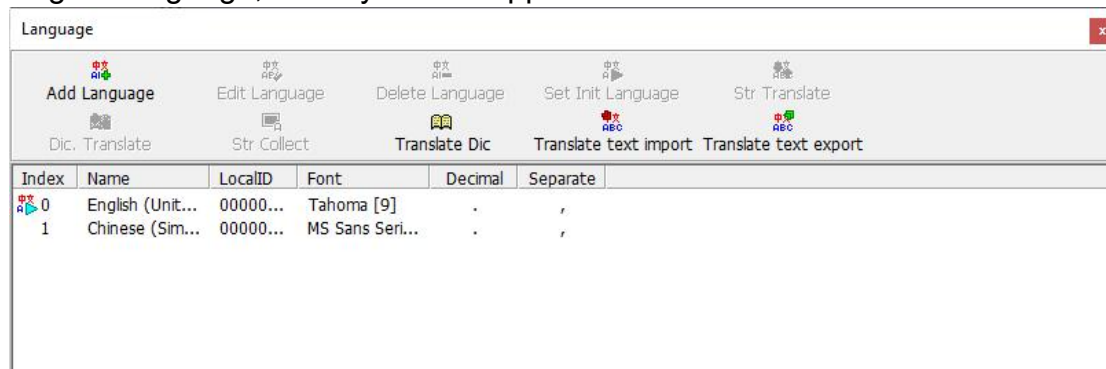 Language
x
Add Language Edit Language Delete Language Set Init Language Str Translate
Dic. Translate Str Collect Translate Dic Translate text import Translate text export
Index Name LocalID Font Decimal Separate
0 English (Unit... 00000... Tahoma [9] . ,
1 Chinese (Sim... 00000... MS Sans Seri... . ,